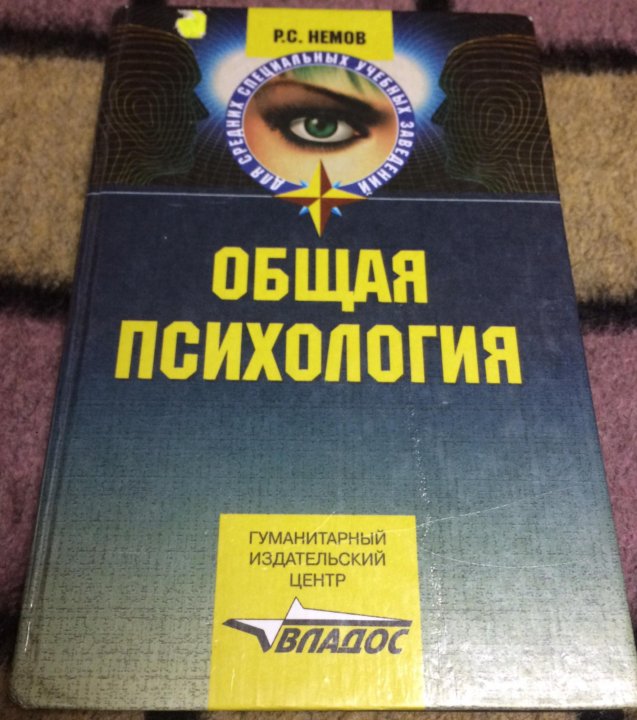 Р.С. НЕМОВ
ДЛЯ СРЕДНИХ СПЕЦИАЛЬНЫХ УЧЕБНЫХ ЗАВЕДЕНИЙ
ОБЩАЯ
ПСИХОЛОГИЯ
ГУМАНИТАРНЫЙ
ИЗДАТЕЛЬСКИЙ
ЦЕНТР
ВЛАДОС